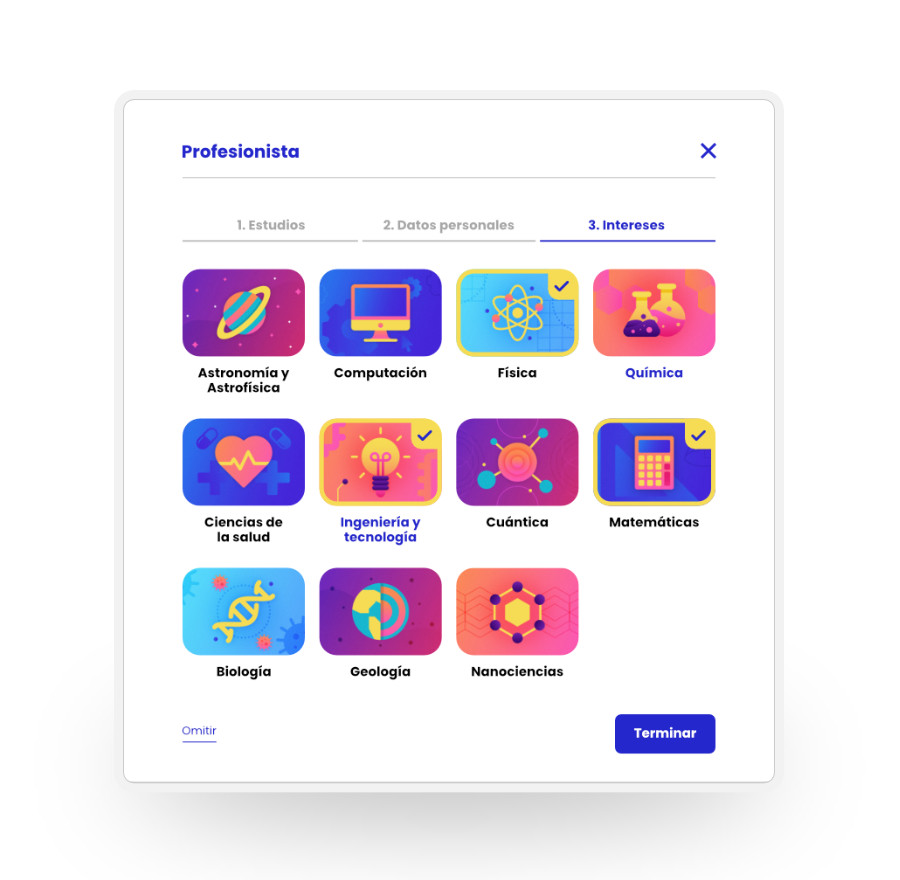 Profesionista
1. Estudios
2. Datos personales
3. Intereses
Astronomía y
Astrofísica
Computación
Física
Química
Ciencias de
la salud
Ingeniería y
tecnología
Cuántica
Matemáticas
Biología
Geología
Nanociencias
Omitir
Terminar